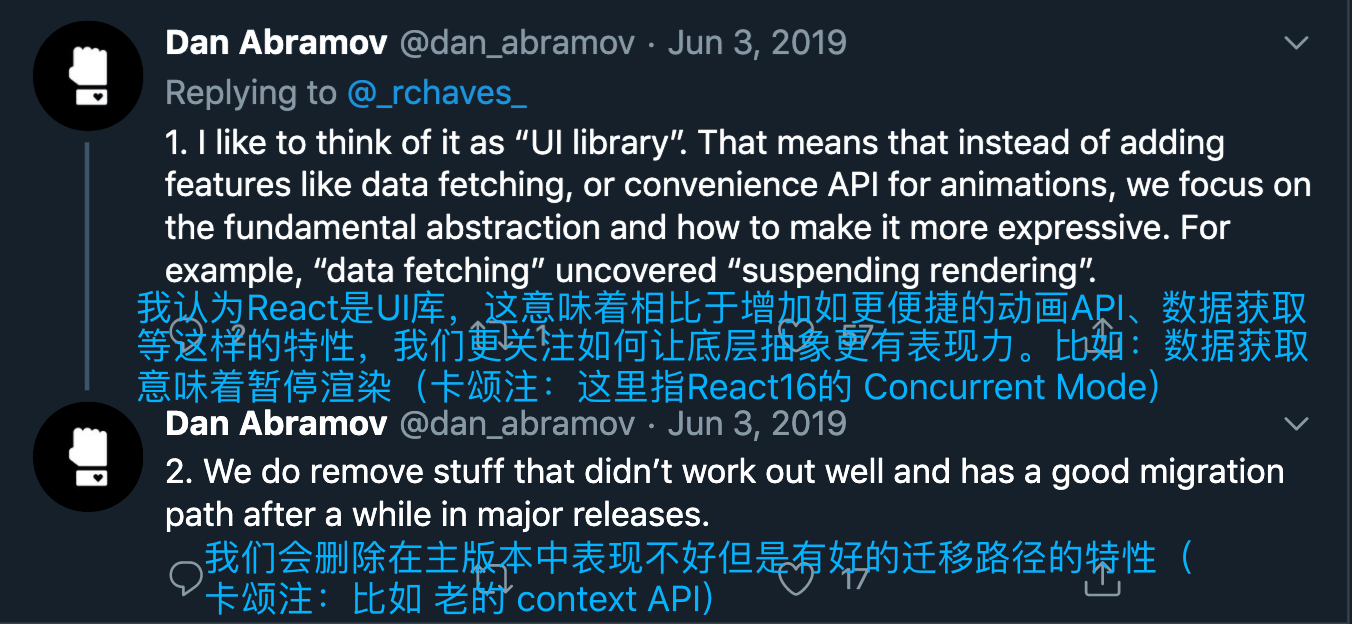 Dan Abramov @dan_abramov · Jun 3, 2019
Replying to @_rchaves_
1. I like to think of it as “UI library”. That means that instead of adding
features like data fetching, or convenience API for animations, we focus on
the fundamental abstraction and how to make it more expressive. For
example, “data fetching” uncovered “suspending rendering”.
我认为React是UI库，这意味着相比于增加如更便捷的动画API、数据获取
等这样的特性，我们更关注如何让底层抽象更有表现力。比如：数据获取
意味着暂停渲染（卡颂注：这里指React16的 Concurrent Mode）
2 1 57
Dan Abramov @dan_abramov · Jun 3, 2019
2. We do remove stuff that didn’t work out well and has a good migration
path after a while in major releases.
我们会删除在主版本中表现不好但是有好的迁移路径的特性（
卡颂注：比如 老的 context API）
17